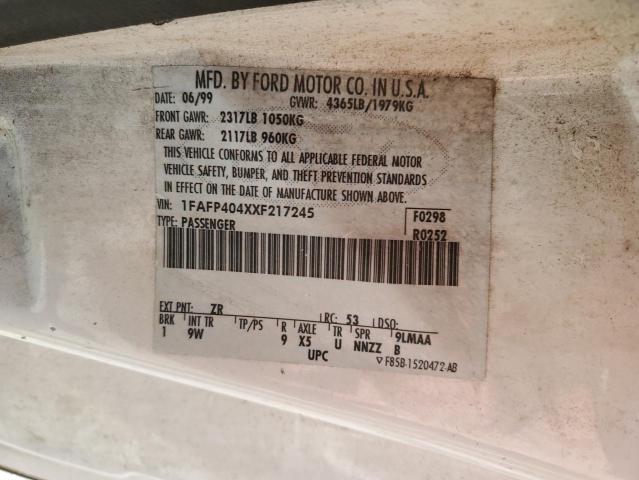 MFD. BY FORD MOTOR CO. IN U.S.A.
DATE: 06/99 GVWR: 4365LB/1979KG
FRONT GAWR: 2317LB 1050KG
REAR GAWR: 2117LB 960KG
THIS VEHICLE CONFORMS TO ALL APPLICABLE FEDERAL MOTOR
VEHICLE SAFETY, BUMPER, AND THEFT PREVENTION STANDARDS
IN EFFECT ON THE DATE OF MANUFACTURE SHOWN ABOVE.
VIN: 1FAFP404XXF217245 F0298
TYPE: PASSENGER R0252
EXT PNT: ZR RC: 53 DSO:
BRK INT TR TP/PS R AXLE TR SPR 9LMAA
1 9W 9 X5 U NNZZ B
UPC
▽ F85B-1520472-AB